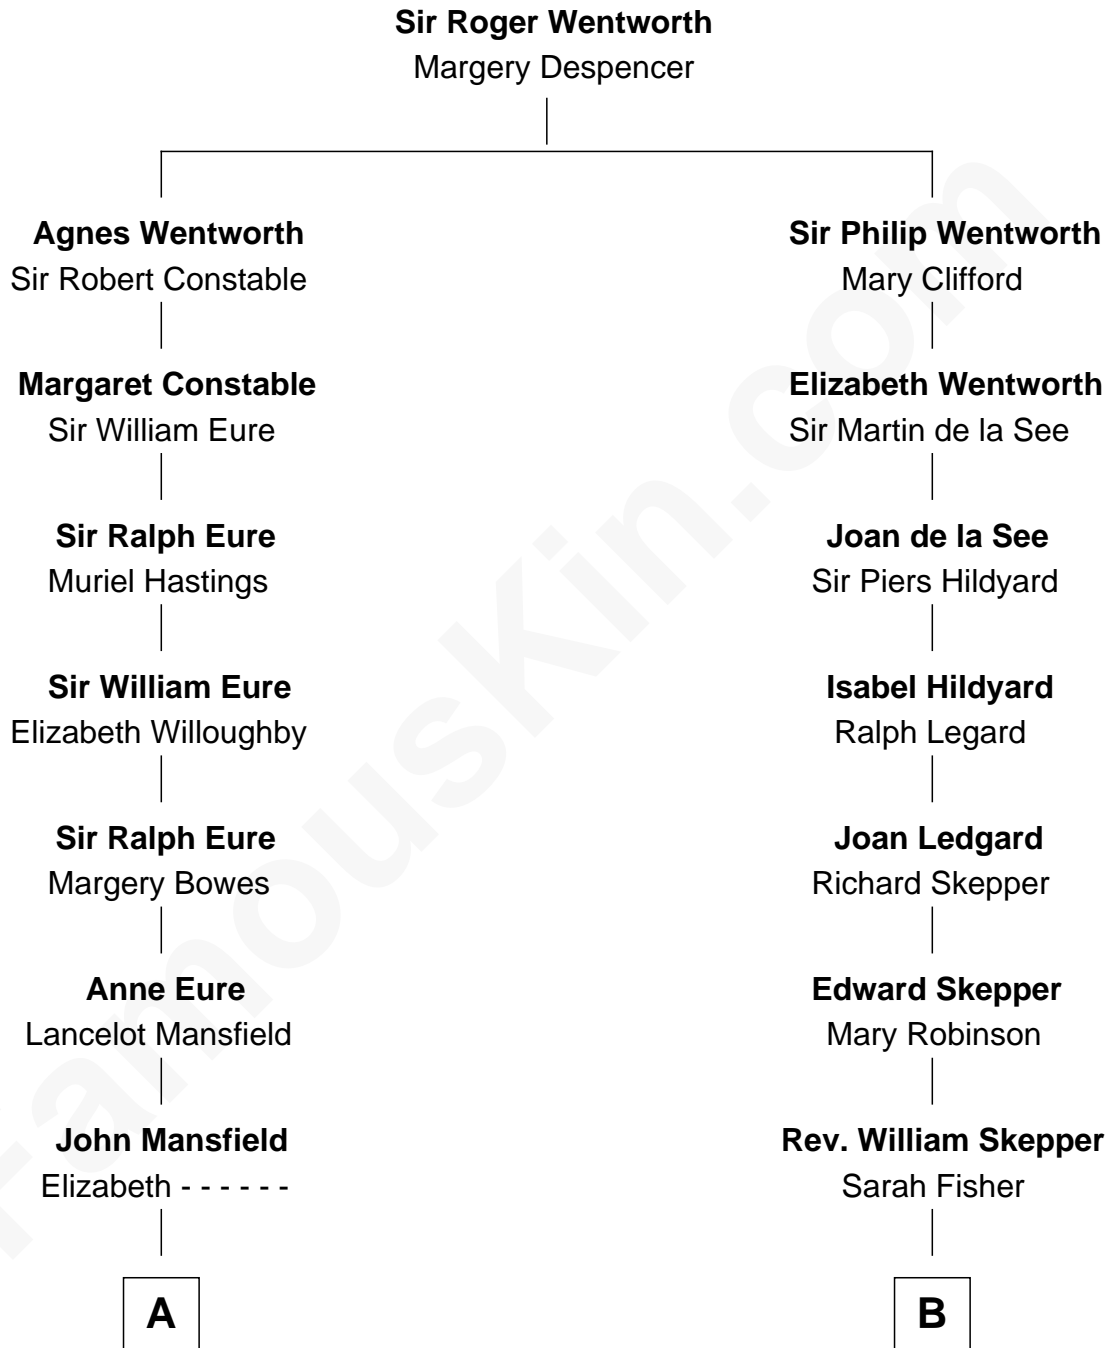 Sir Roger Wentworth
Margery Despencer
Agnes Wentworth
Sir Robert Constable
Margaret Constable
Sir William Eure
Sir Ralph Eure
Muriel Hastings
Sir William Eure
Elizabeth Willoughby
Sir Ralph Eure
Margery Bowes
Anne Eure
Lancelot Mansfield
John Mansfield
Elizabeth - - - - - -
A
Sir Philip Wentworth
Mary Clifford
Elizabeth Wentworth
Sir Martin de la See
Joan de la See
Sir Piers Hildyard
Isabel Hildyard
Ralph Legard
Joan Ledgard
Richard Skepper
Edward Skepper
Mary Robinson
Rev. William Skepper
Sarah Fisher
B
FamousKin.com